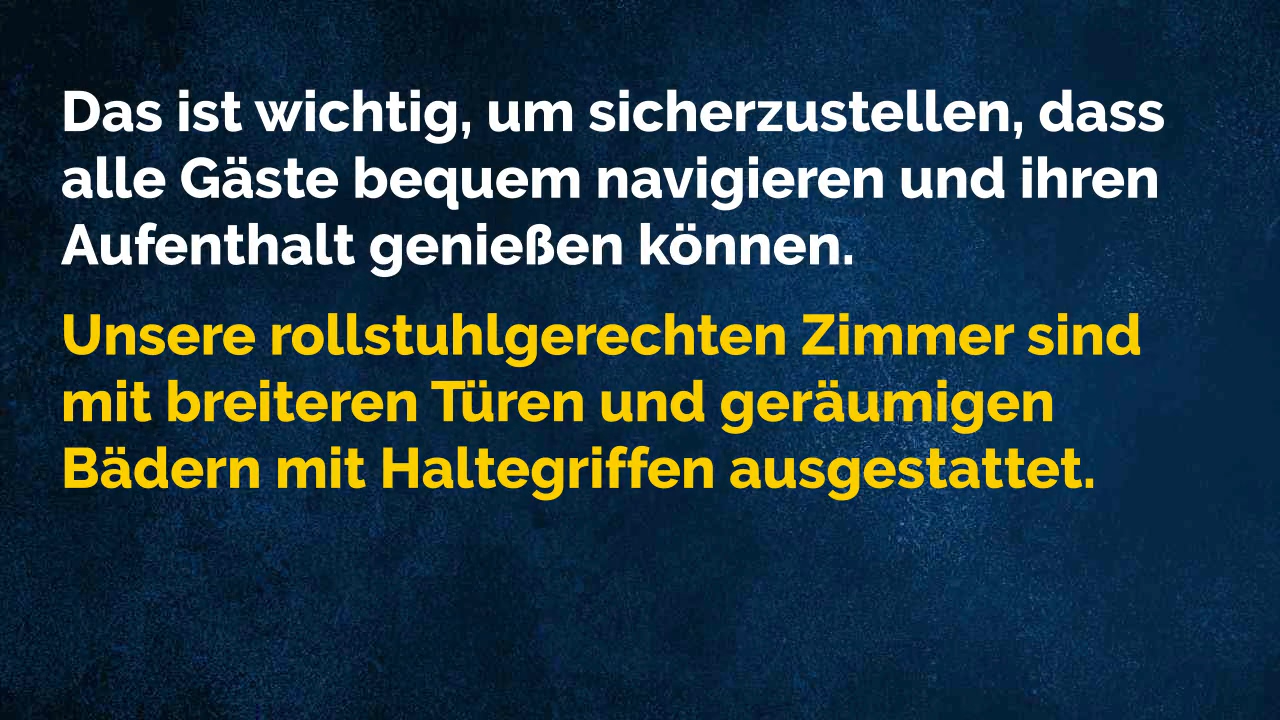 Das ist wichtig, um sicherzustellen, dass
alle Gäste bequem navigieren und ihren
Aufenthalt genießen können.
Unsere rollstuhlgerechten Zimmer sind
mit breiteren Türen und geräumigen
Bädern mit Haltegriffen ausgestattet.